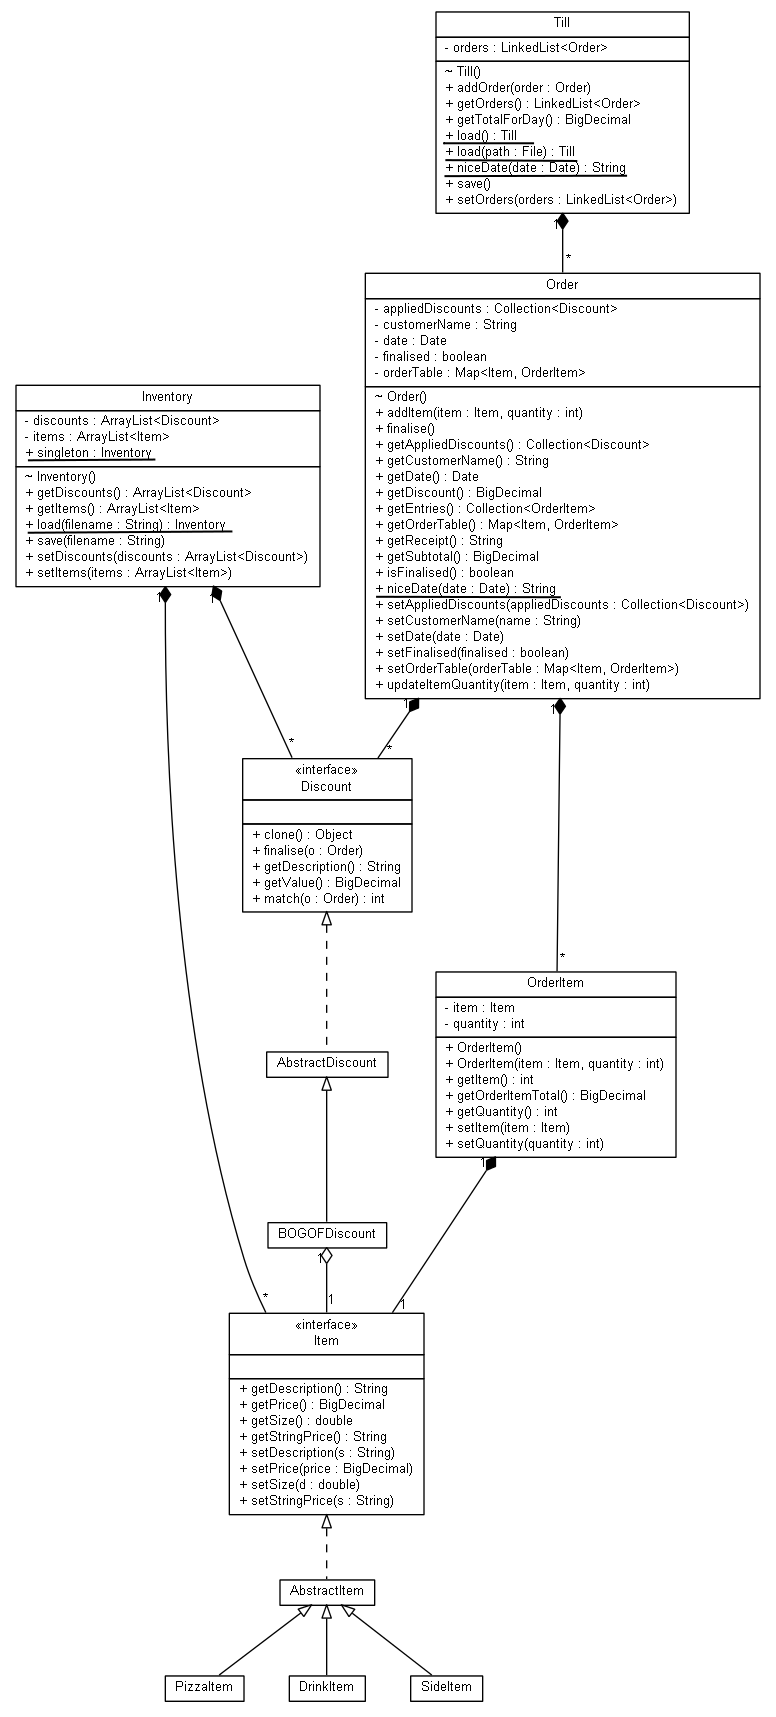 Till
- orders : LinkedList<Order>
~ Till()
+ addOrder(order : Order)
+ getOrders() : LinkedList<Order>
+ getTotalForDay() : BigDecimal
+ load() : Till
+ load(path : File) : Till
+ niceDate(date : Date) : String
+ save()
+ setOrders(orders : LinkedList<Order>)
1
*
Order
- appliedDiscounts : Collection<Discount>
- customerName : String
- date : Date
- finalised : boolean
- orderTable : Map<Item, OrderItem>
~ Order()
+ addItem(item : Item, quantity : int)
+ finalise()
+ getAppliedDiscounts() : Collection<Discount>
+ getCustomerName() : String
+ getDate() : Date
+ getDiscount() : BigDecimal
+ getEntries() : Collection<OrderItem>
+ getOrderTable() : Map<Item, OrderItem>
+ getReceipt() : String
+ getSubtotal() : BigDecimal
+ isFinalised() : boolean
+ niceDate(date : Date) : String
+ setAppliedDiscounts(appliedDiscounts : Collection<Discount>)
+ setCustomerName(name : String)
+ setDate(date : Date)
+ setFinalised(finalised : boolean)
+ setOrderTable(orderTable : Map<Item, OrderItem>)
+ updateItemQuantity(item : Item, quantity : int)
Inventory
- discounts : ArrayList<Discount>
- items : ArrayList<Item>
+ singleton : Inventory
~ Inventory()
+ getDiscounts() : ArrayList<Discount>
+ getItems() : ArrayList<Item>
+ load(filename : String) : Inventory
+ save(filename : String)
+ setDiscounts(discounts : ArrayList<Discount>)
+ setItems(items : ArrayList<Item>)
1
1
1
1
*
*
«interface»
Discount
+ clone() : Object
+ finalise(o : Order)
+ getDescription() : String
+ getValue() : BigDecimal
+ match(o : Order) : int
*
OrderItem
- item : Item
- quantity : int
+ OrderItem()
+ OrderItem(item : Item, quantity : int)
+ getItem() : int
+ getOrderItemTotal() : BigDecimal
+ getQuantity() : int
+ setItem(item : Item)
+ setQuantity(quantity : int)
AbstractDiscount
1
BOGOFDiscount
1
*
1
1
«interface»
Item
+ getDescription() : String
+ getPrice() : BigDecimal
+ getSize() : double
+ getStringPrice() : String
+ setDescription(s : String)
+ setPrice(price : BigDecimal)
+ setSize(d : double)
+ setStringPrice(s : String)
AbstractItem
PizzaItem
DrinkItem
SideItem